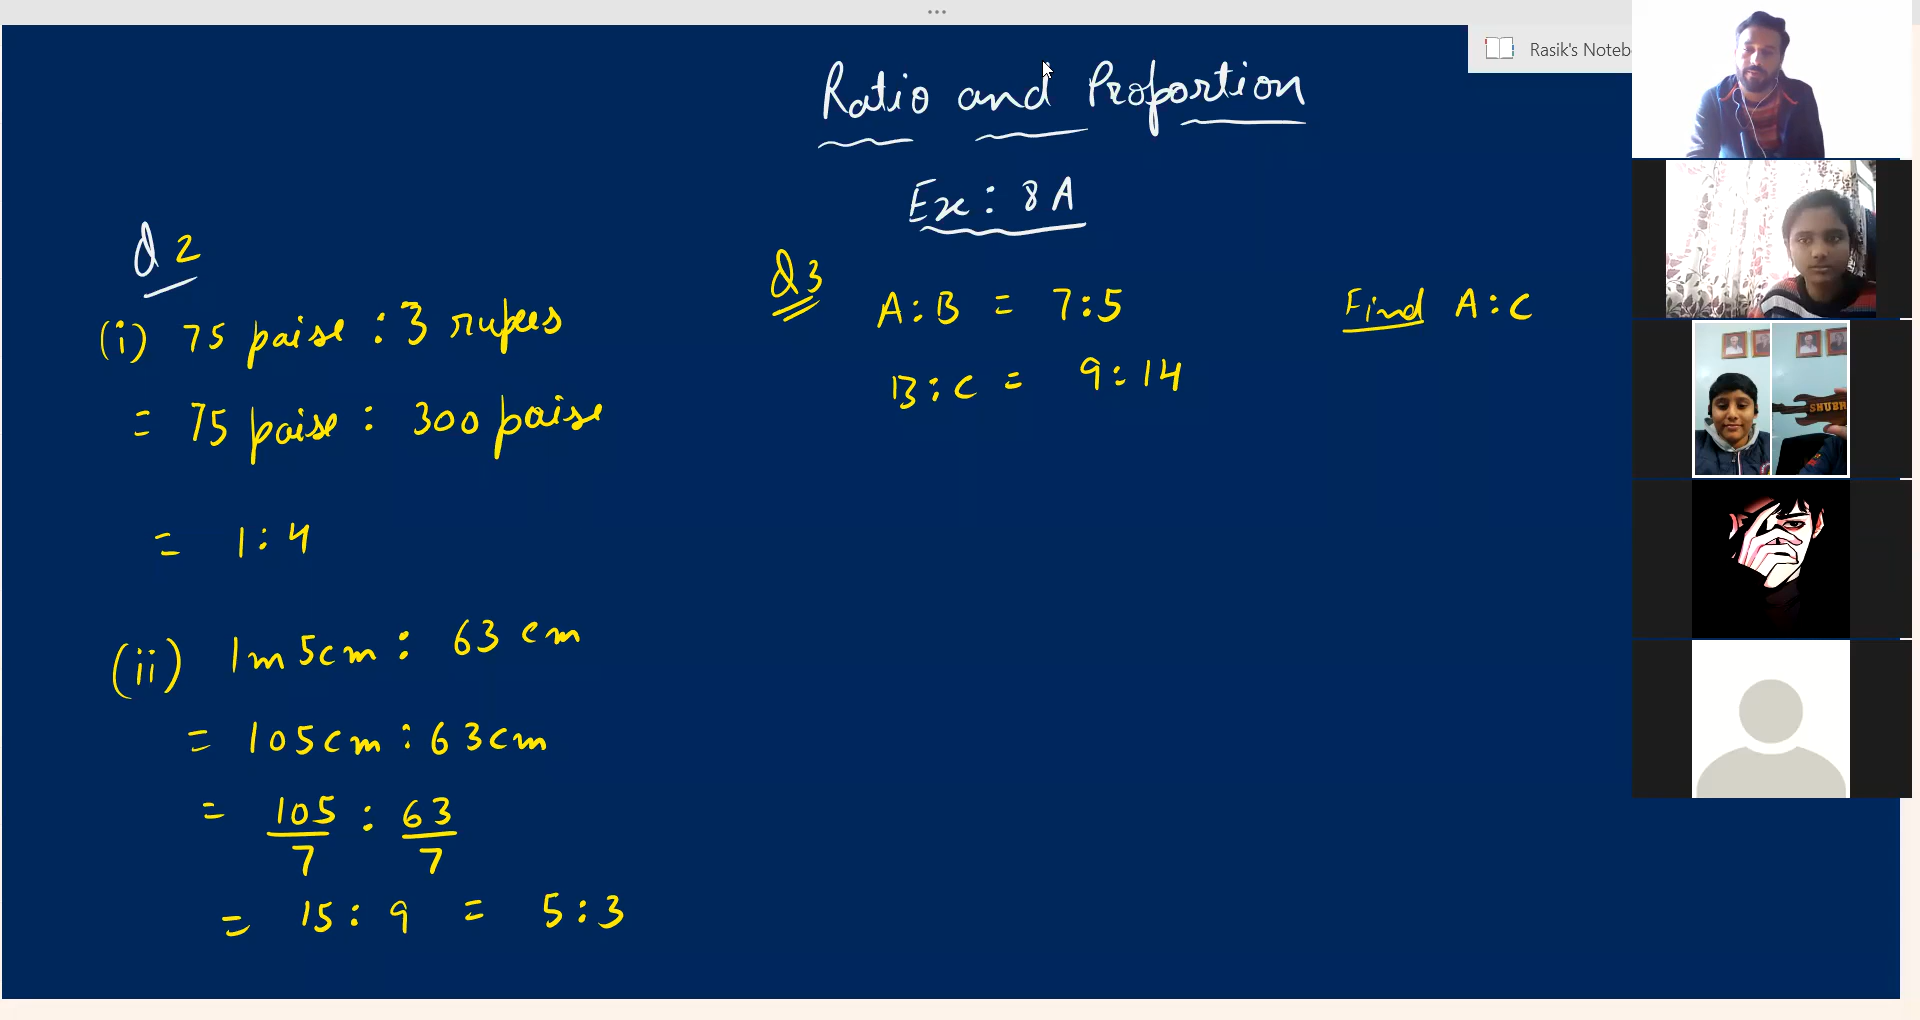 Rasik's Noteb
Ratio and Proportion
Ex: 8A
Q2
(i) 75 paise : 3 rupees
= 75 paise : 300 paise
= 1:4
(ii) 1m 5cm : 63 cm
= 105cm : 63cm
= 105/7 : 63/7
= 15:9 = 5:3
Q3
A:B = 7:5
B:C = 9:14
Find A:C
SHUBH